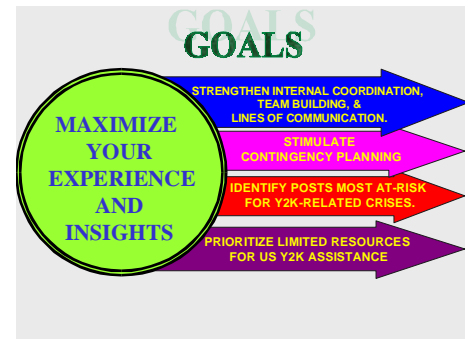 GOALS
MAXIMIZE
YOUR
EXPERIENCE
AND
INSIGHTS
STRENGTHEN INTERNAL COORDINATION,
TEAM BUILDING, &
LINES OF COMMUNICATION.
STIMULATE
CONTINGENCY PLANNING
IDENTIFY POSTS MOST AT-RISK
FOR Y2K-RELATED CRISES.
PRIORITIZE LIMITED RESOURCES
FOR US Y2K ASSISTANCE